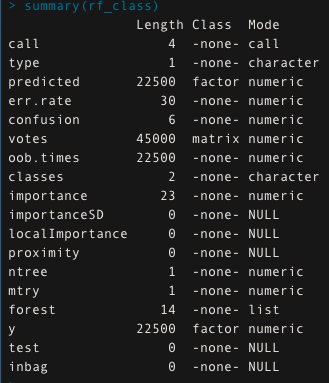 > summary(rf_class)
                Length Class  Mode
call                4  -none- call
type                1  -none- character
predicted       22500  factor numeric
err.rate           30  -none- numeric
confusion           6  -none- numeric
votes           45000  matrix numeric
oob.times       22500  -none- numeric
classes             2  -none- character
importance         23  -none- numeric
importanceSD        0  -none- NULL
localImportance     0  -none- NULL
proximity           0  -none- NULL
ntree               1  -none- numeric
mtry                1  -none- numeric
forest             14  -none- list
y               22500  factor numeric
test                0  -none- NULL
inbag               0  -none- NULL